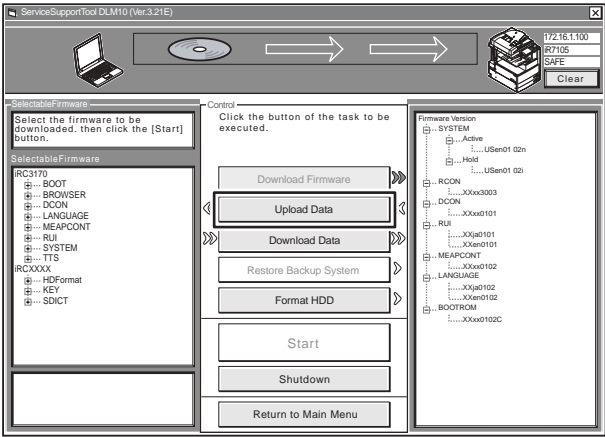 ServiceSupportTool DLM10 (Ver.3.21E)
172.16.1.100
iR7105
SAFE
Clear
SelectableFirmware
Select the firmware to be
downloaded. then click the [Start]
button.
SelectableFirmware
iRC3170
BOOT
BROWSER
DCON
LANGUAGE
MEAPCONT
RUI
SYSTEM
TTS
iRCXXXX
HDFormat
KEY
SDICT
Control
Click the button of the task to be
executed.
Download Firmware
Upload Data
Download Data
Restore Backup System
Format HDD
Start
Shutdown
Return to Main Menu
Firmware Version
SYSTEM
Active
USen01 02n
Hold
USen01 02i
RCON
XXxx3003
DCON
XXxx0101
RUI
XXja0101
XXen0101
MEAPCONT
XXxx0102
LANGUAGE
XXja0102
XXen0102
BOOTROM
XXxx0102C